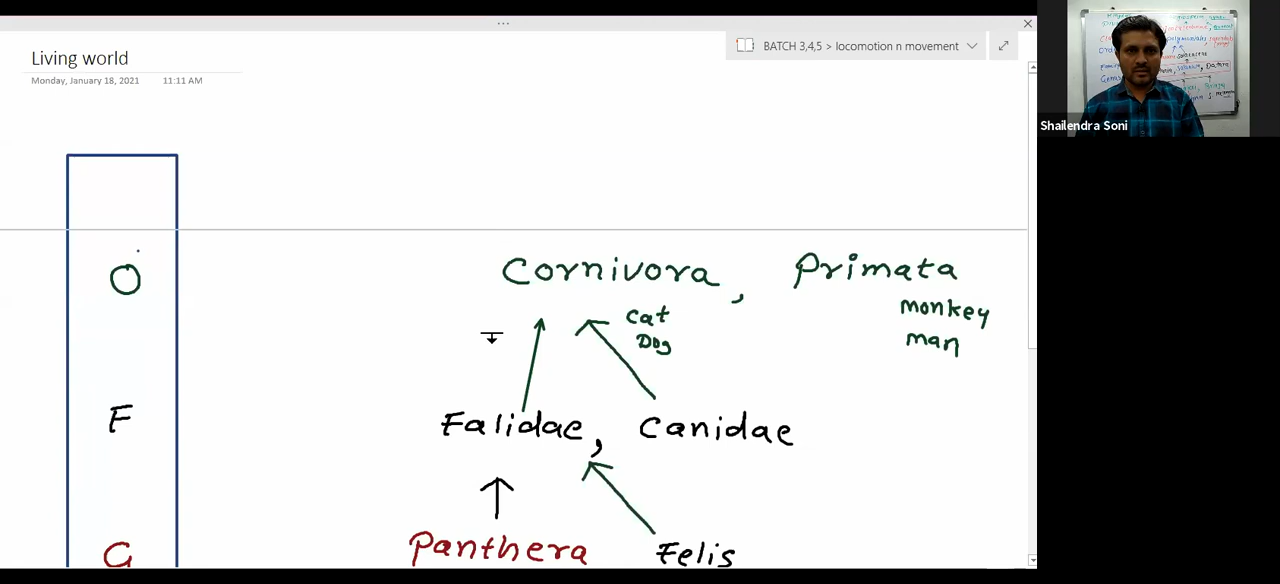 BATCH 3,4,5 > locomotion n movement
Living world
Monday, January 18, 2021 11:11 AM
Shailendra Soni
O Cornivora, Primata
Cat monkey
Dog man
F Falidae, Canidae
G Panthera Felis